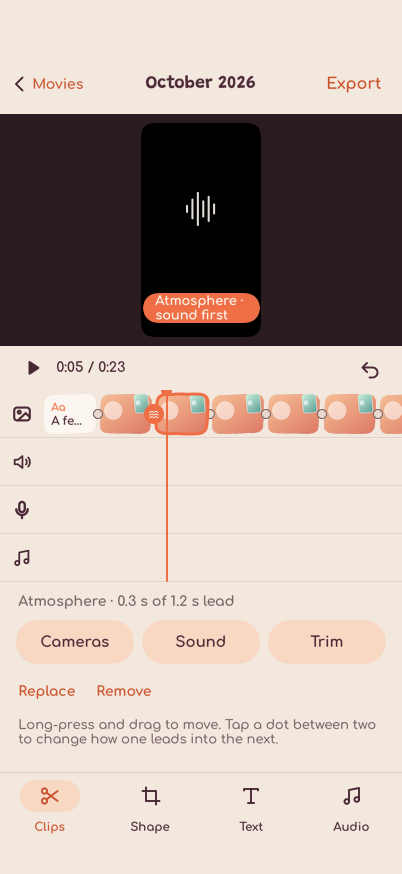 Movies
October 2026
Export
Atmosphere ·
sound first
0:05 / 0:23
Aa
A fe...
Atmosphere · 0.3 s of 1.2 s lead
Cameras
Sound
Trim
Replace
Remove
Long-press and drag to move. Tap a dot between two
to change how one leads into the next.
Clips
Shape
Text
Audio